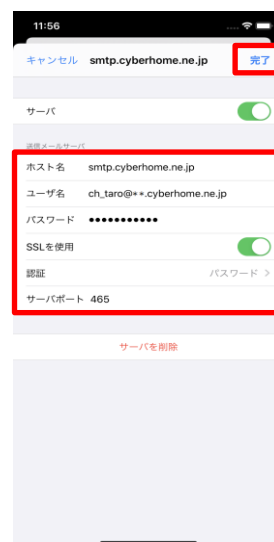 11:56
キャンセル smtp.cyberhome.ne.jp 完了
サーバ
送信メールサーバ
ホスト名 smtp.cyberhome.ne.jp
ユーザ名 ch_taro@**.cyberhome.ne.jp
パスワード ●●●●●●●●●●●
SSLを使用
認証 パスワード >
サーバポート 465
サーバを削除